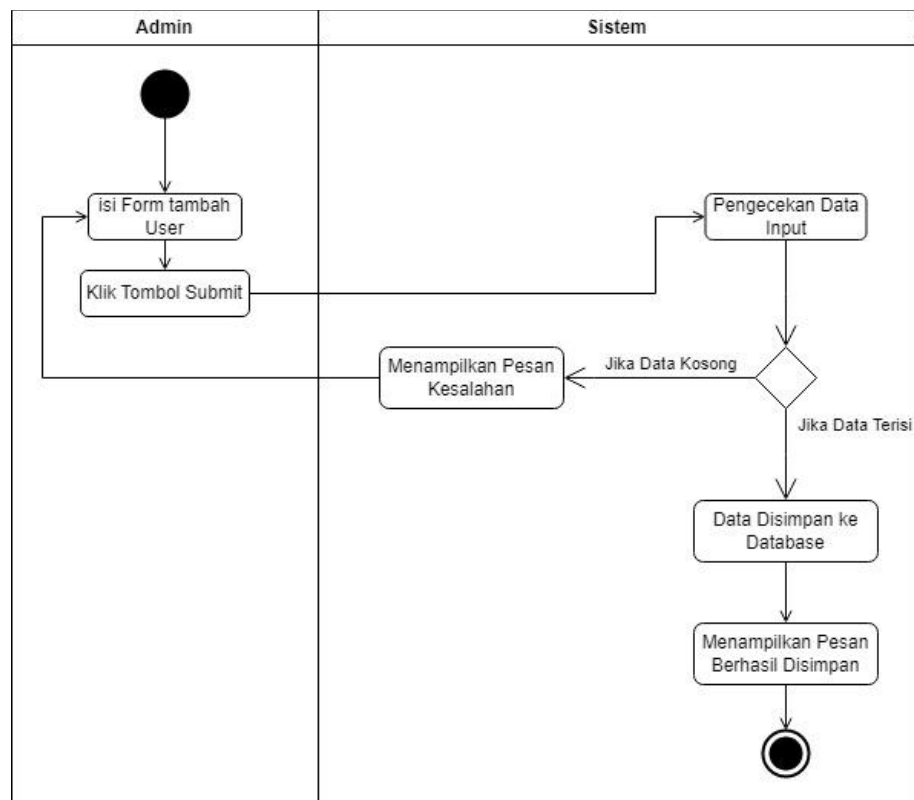 Admin
Sistem
isi Form tambah
User
Pengecekan Data
Input
Klik Tombol Submit
Menampilkan Pesan
Kesalahan
Jika Data Kosong
Jika Data Terisi
Data Disimpan ke
Database
Menampilkan Pesan
Berhasil Disimpan